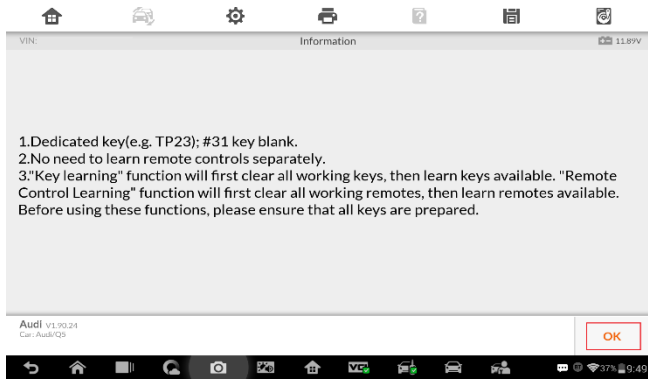 VIN:
Information
11.89V
1.Dedicated key(e.g. TP23); #31 key blank.
2.No need to learn remote controls separately.
3."Key learning" function will first clear all working keys, then learn keys available. "Remote
Control Learning" function will first clear all working remotes, then learn remotes available.
Before using these functions, please ensure that all keys are prepared.
Audi V1.90.24
Car: Audi/Q5
OK
37% 9:49